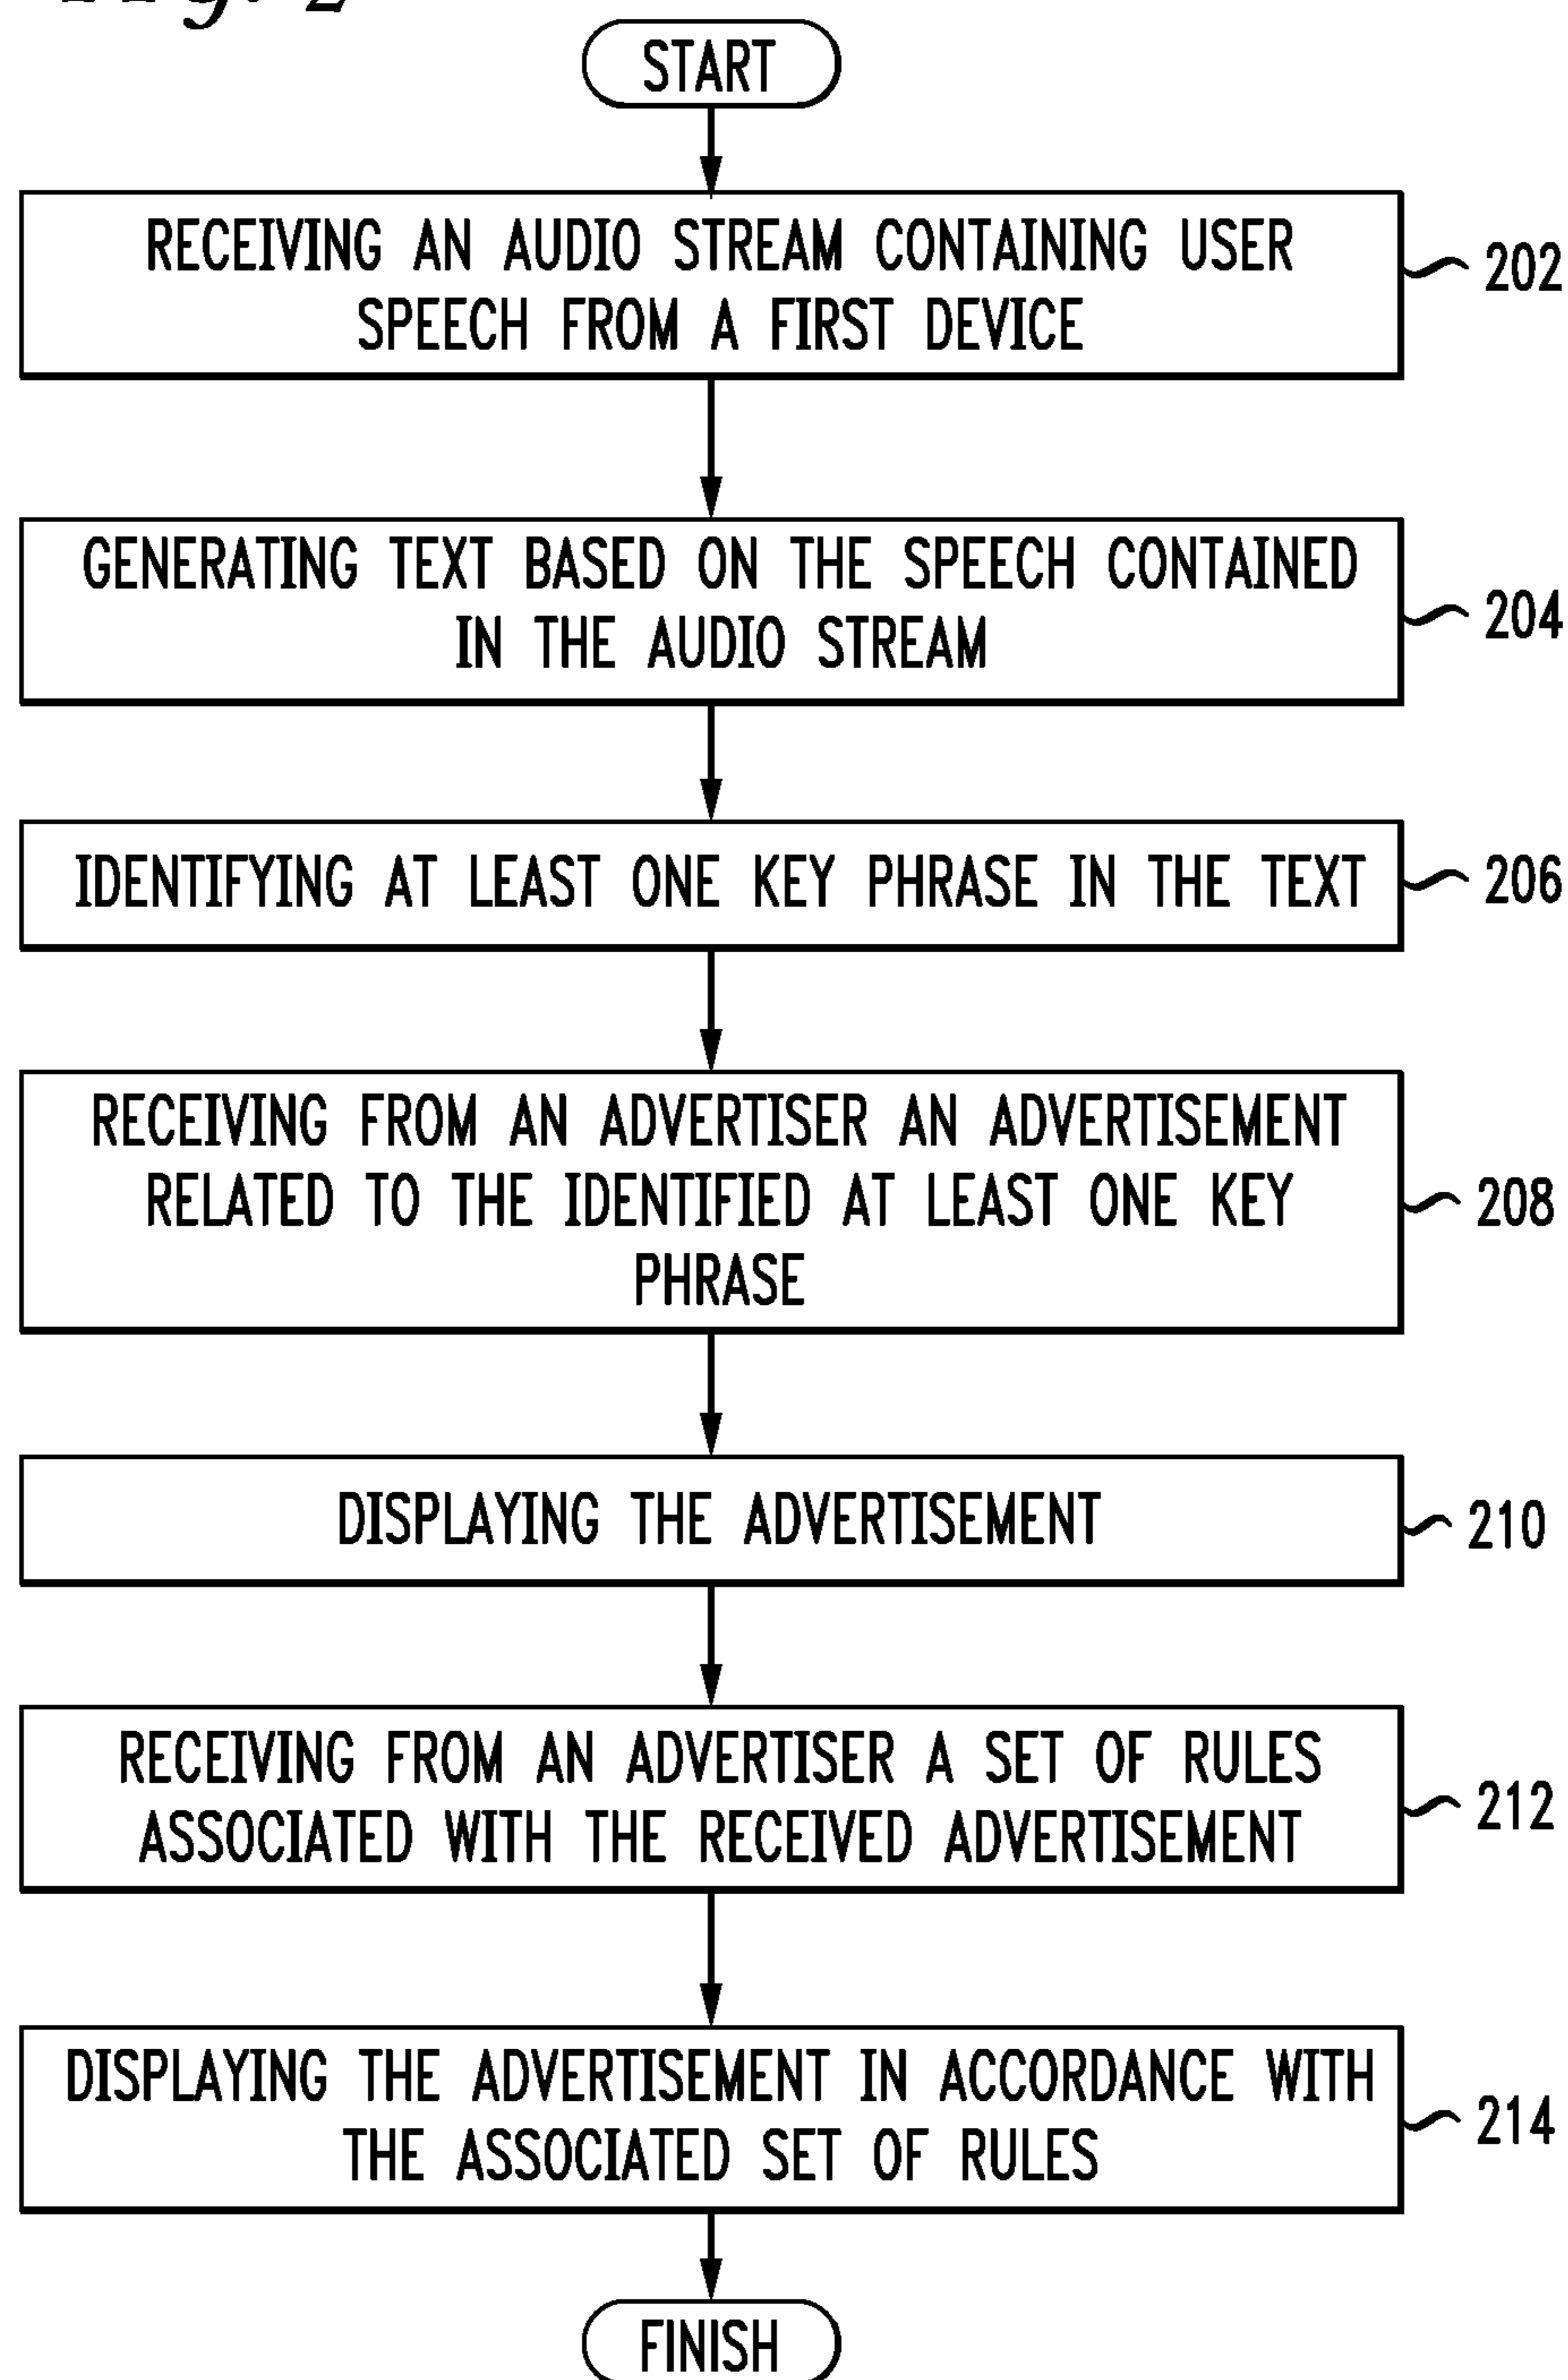 START
RECEIVING AN AUDIO STREAM CONTAINING USER
SPEECH FROM A FIRST DEVICE
202
GENERATING TEXT BASED ON THE SPEECH CONTAINED
IN THE AUDIO STREAM
204
IDENTIFYING AT LEAST ONE KEY PHRASE IN THE TEXT
206
RECEIVING FROM AN ADVERTISER AN ADVERTISEMENT
RELATED TO THE IDENTIFIED AT LEAST ONE KEY
PHRASE
208
DISPLAYING THE ADVERTISEMENT
210
RECEIVING FROM AN ADVERTISER A SET OF RULES
ASSOCIATED WITH THE RECEIVED ADVERTISEMENT
212
DISPLAYING THE ADVERTISEMENT IN ACCORDANCE WITH
THE ASSOCIATED SET OF RULES
214
FINISH